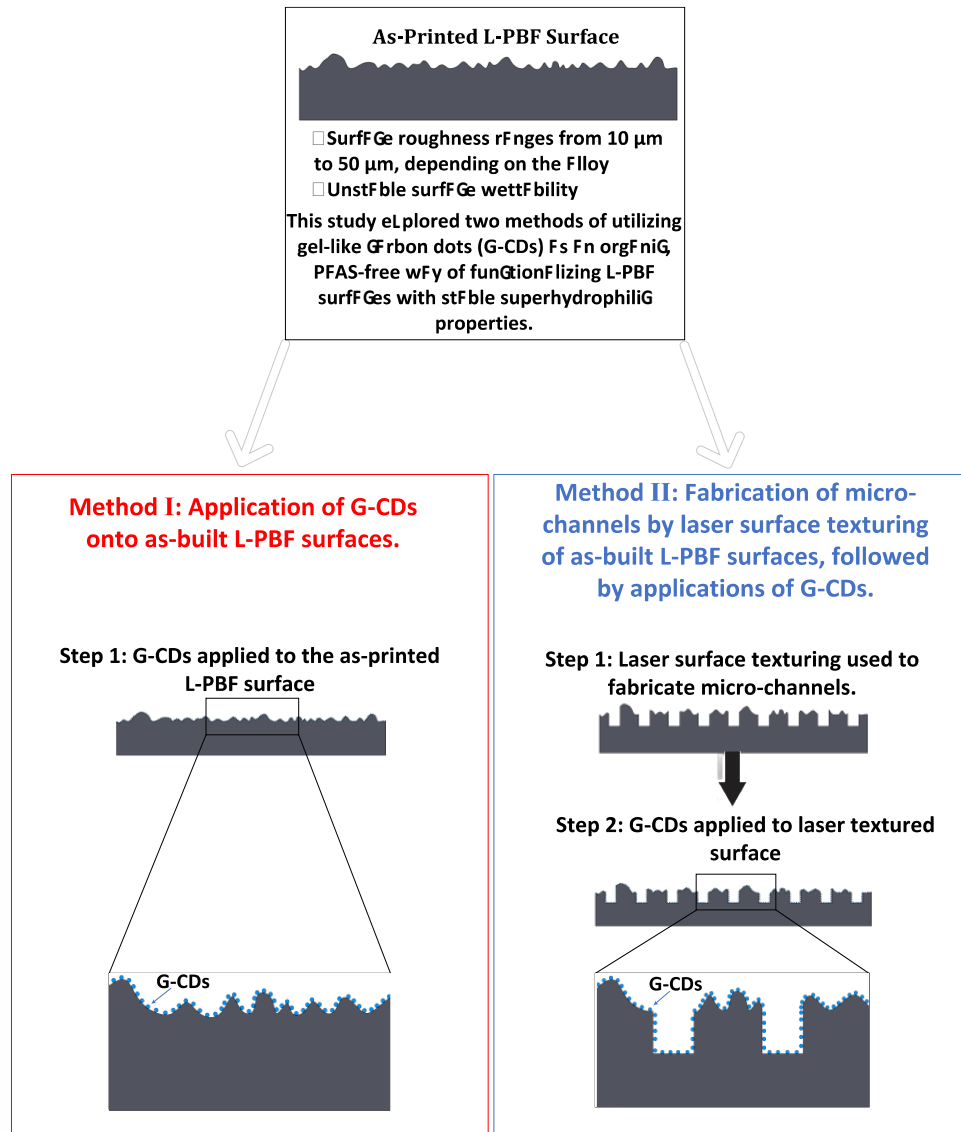 As-Printed L-PBF Surface
□SurfFGe roughness rFnges from 10 µm
to 50 µm, depending on the Flloy
□UnstFble surfFGe wettFbility
This study eLplored two methods of utilizing
gel-like GFrbon dots (G-CDs) Fs Fn orgFniG,
PFAS-free wFy of funGtionFlizing L-PBF
surfFGes with stFble superhydrophiliG
properties.
Method I: Application of G-CDs
onto as-built L-PBF surfaces.
Step 1: G-CDs applied to the as-printed
L-PBF surface
G-CDs
Method II: Fabrication of micro-
channels by laser surface texturing
of as-built L-PBF surfaces, followed
by applications of G-CDs.
Step 1: Laser surface texturing used to
fabricate micro-channels.
Step 2: G-CDs applied to laser textured
surface
G-CDs